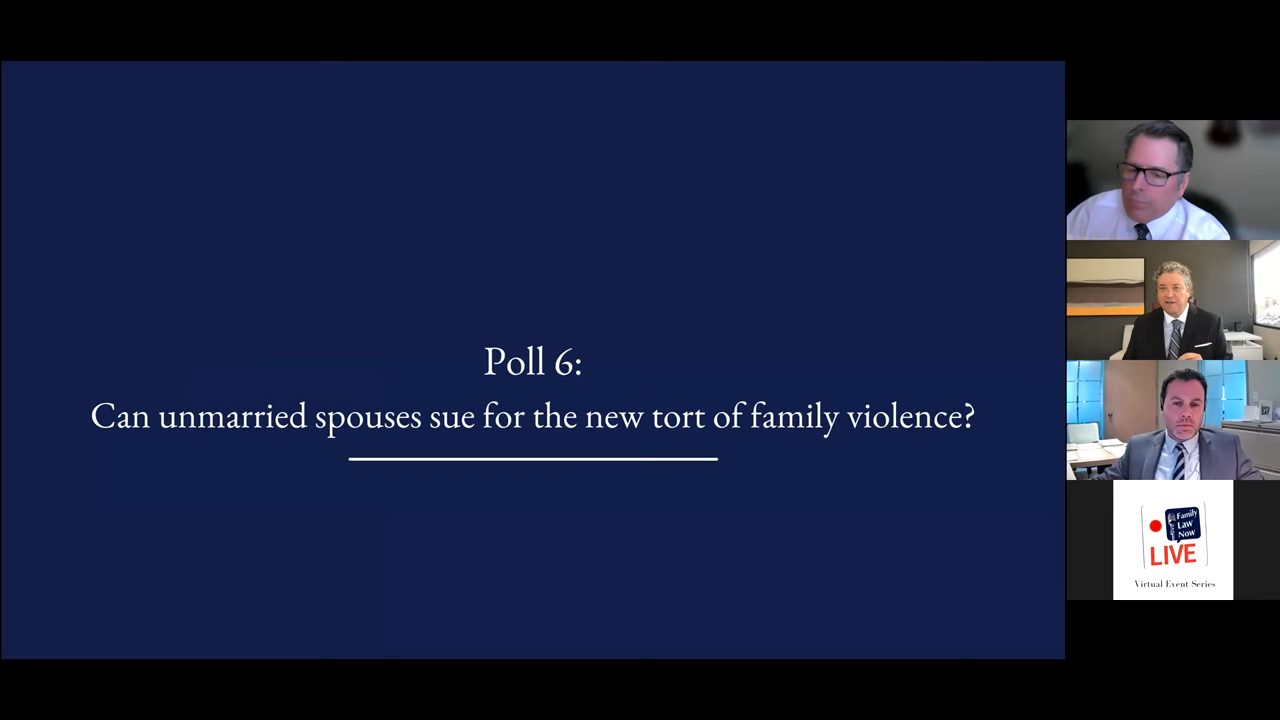 Poll 6:
Can unmarried spouses sue for the new tort of family violence?
Family
Law
Now
LIVE
Virtual Event Series